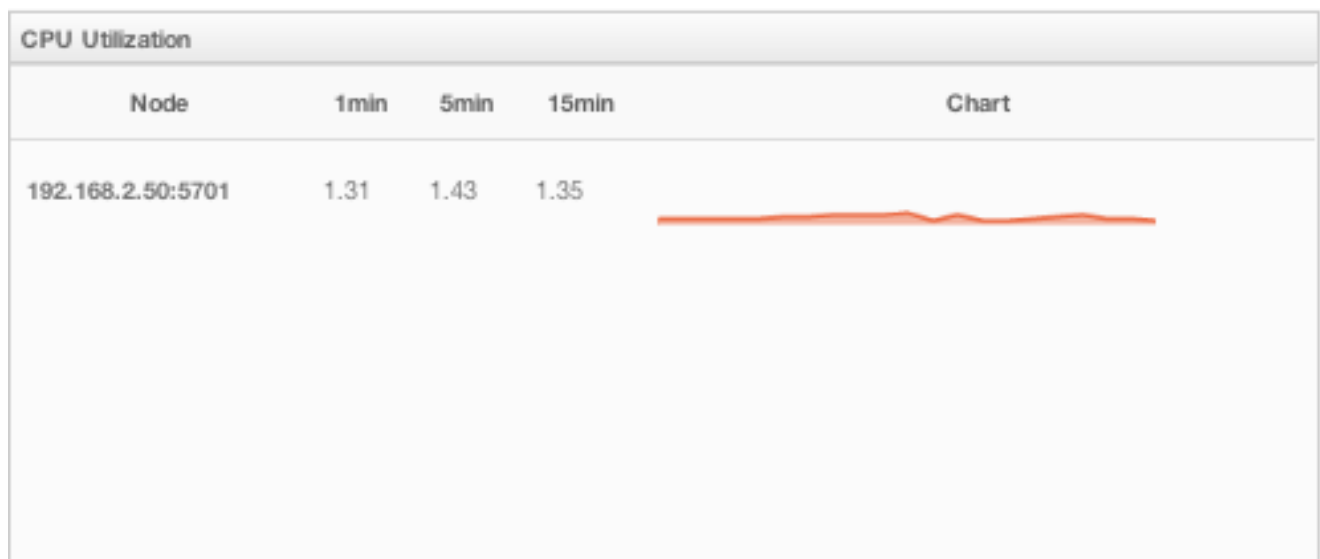 CPU Utilization
Node 1min 5min 15min Chart
192.168.2.50:5701 1.31 1.43 1.35